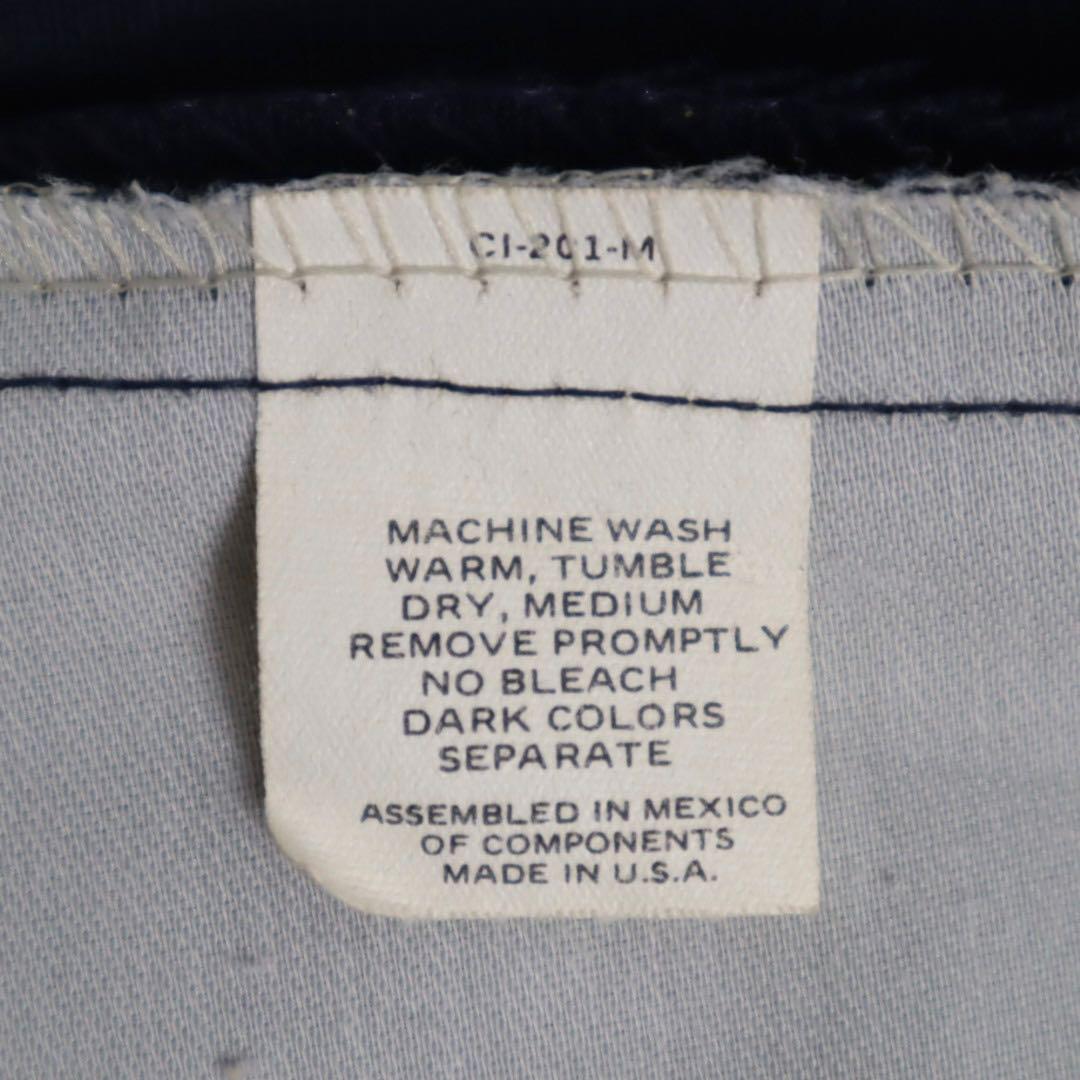 CI-201-M
MACHINE WASH
WARM, TUMBLE
DRY, MEDIUM
REMOVE PROMPTLY
NO BLEACH
DARK COLORS
SEPARATE
ASSEMBLED IN MEXICO
OF COMPONENTS
MADE IN U.S.A.